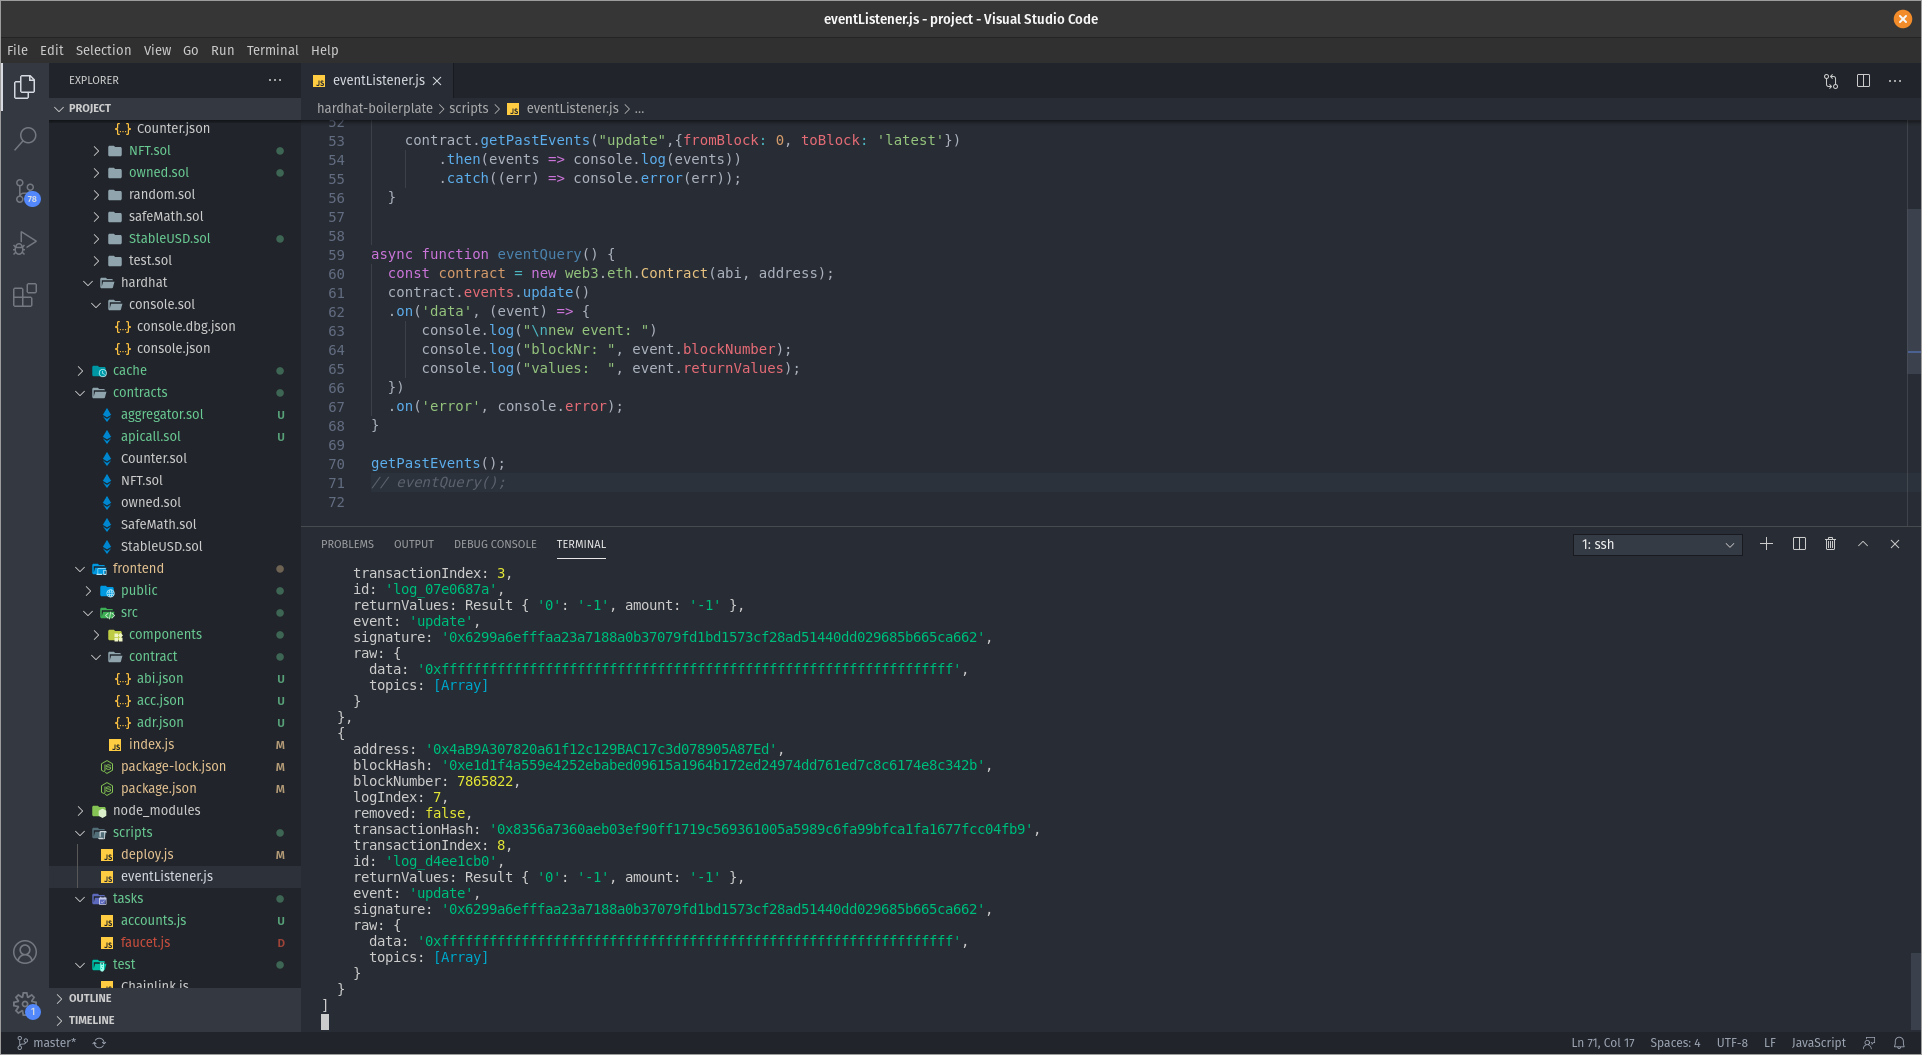 eventListener.js - project - Visual Studio Code
File Edit Selection View Go Run Terminal Help
EXPLORER
PROJECT
Counter.json
NFT.sol
owned.sol
random.sol
safeMath.sol
StableUSD.sol
test.sol
hardhat
console.sol
console.dbg.json
console.json
cache
contracts
aggregator.sol U
apicall.sol U
Counter.sol
NFT.sol
owned.sol
SafeMath.sol
StableUSD.sol
frontend
public
src
components
contract
abi.json U
acc.json U
adr.json U
index.js M
package-lock.json M
package.json M
node_modules
scripts
deploy.js M
eventListener.js
tasks
accounts.js U
faucet.js D
test
Chainlink.js
OUTLINE
TIMELINE
78
1
eventListener.js
hardhat-boilerplate > scripts > eventListener.js > ...
52
53 contract.getPastEvents("update",{fromBlock: 0, toBlock: 'latest'})
54 .then(events => console.log(events))
55 .catch((err) => console.error(err));
56 }
57
58
59 async function eventQuery() {
60 const contract = new web3.eth.Contract(abi, address);
61 contract.events.update()
62 .on('data', (event) => {
63 console.log("\nnew event: ")
64 console.log("blockNr: ", event.blockNumber);
65 console.log("values:  ", event.returnValues);
66 })
67 .on('error', console.error);
68 }
69
70 getPastEvents();
71 // eventQuery();
72
PROBLEMS OUTPUT DEBUG CONSOLE TERMINAL 1: ssh
transactionIndex: 3,
id: 'log_07e0687a',
returnValues: Result { '0': '-1', amount: '-1' },
event: 'update',
signature: '0x6299a6efffaa23a7188a0b37079fd1bd1573cf28ad51440dd029685b665ca662',
raw: {
data: '0xffffffffffffffffffffffffffffffffffffffffffffffffffffffffffffffff',
topics: [Array]
}
},
{
address: '0x4aB9A307820a61f12c129BAC17c3d078905A87Ed',
blockHash: '0xe1d1f4a559e4252ebabed09615a1964b172ed24974dd761ed7c8c6174e8c342b',
blockNumber: 7865822,
logIndex: 7,
removed: false,
transactionHash: '0x8356a7360aeb03ef90ff1719c569361005a5989c6fa99bfca1fa1677fcc04fb9',
transactionIndex: 8,
id: 'log_d4ee1cb0',
returnValues: Result { '0': '-1', amount: '-1' },
event: 'update',
signature: '0x6299a6efffaa23a7188a0b37079fd1bd1573cf28ad51440dd029685b665ca662',
raw: {
data: '0xffffffffffffffffffffffffffffffffffffffffffffffffffffffffffffffff',
topics: [Array]
}
}
]
master* Ln 71, Col 17 Spaces: 4 UTF-8 LF JavaScript